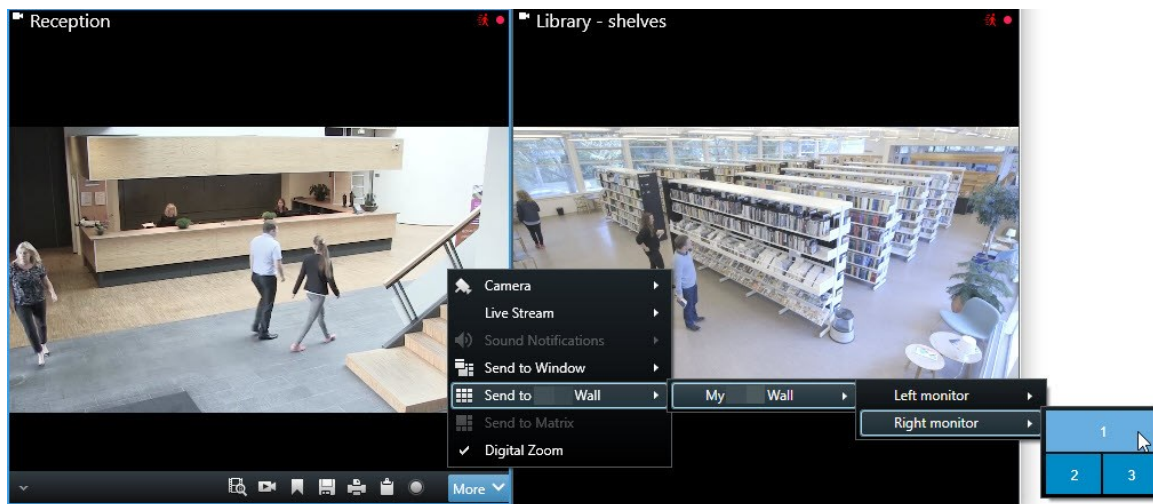 Reception
Library - shelves
Camera
Live Stream
Sound Notifications
Send to Window
Send to Wall
My Wall
Left monitor
Right monitor
1
2 3
Send to Matrix
Digital Zoom
More